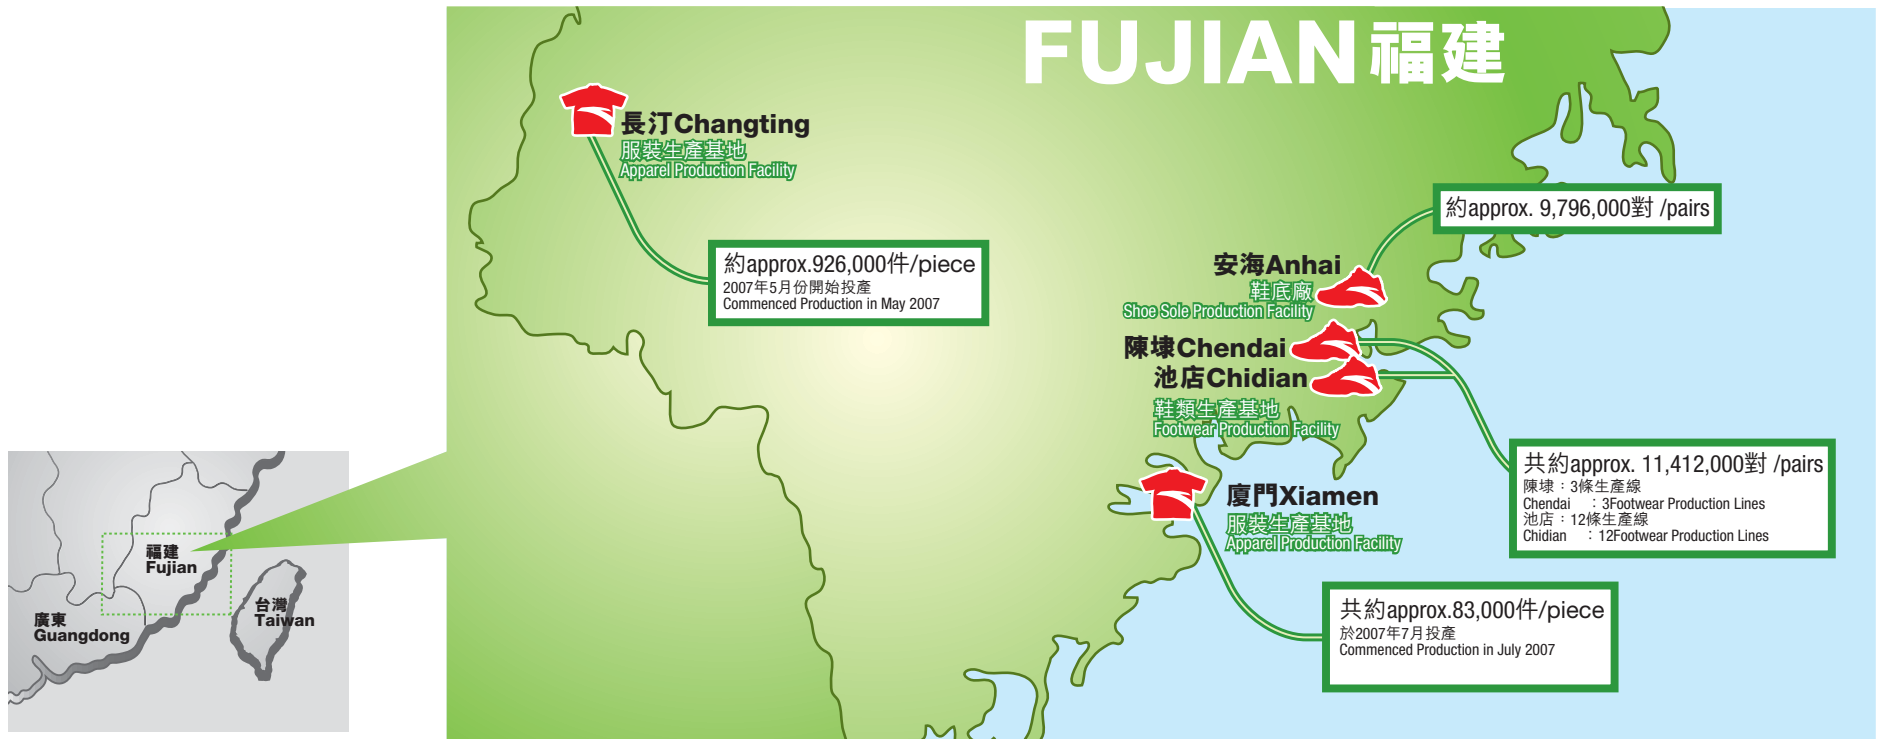 FUJIAN 福建
長汀Changting
服裝生產基地
Apparel Production Facility
約approx.926,000件/piece
2007年5月份開始投產
Commenced Production in May 2007
約approx. 9,796,000對 /pairs
安海Anhai
鞋底廠
Shoe Sole Production Facility
陳埭Chendai
池店Chidian
鞋類生產基地
Footwear Production Facility
共約approx. 11,412,000對 /pairs
陳埭：3條生產線
Chendai ：3Footwear Production Lines
池店：12條生產線
Chidian ：12Footwear Production Lines
廈門Xiamen
服裝生產基地
Apparel Production Facility
共約approx.83,000件/piece
於2007年7月投產
Commenced Production in July 2007
福建
Fujian
台灣
Taiwan
廣東
Guangdong